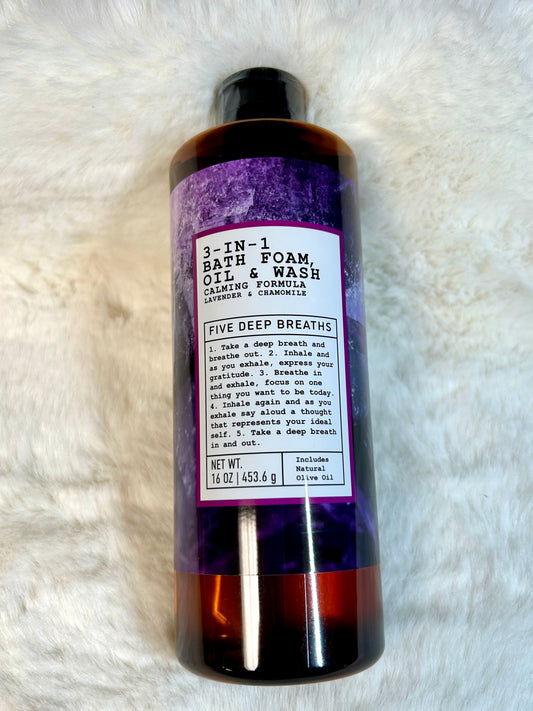 3-IN-1
BATH FOAM,
OIL & WASH
CALMING FORMULA
LAVENDER & CHAMOMILE
FIVE DEEP BREATHS
1. Take a deep breath and
breathe out. 2. Inhale and
as you exhale, express your
gratitude. 3. Breathe in
and exhale, focus on one
thing you want to be today.
4. Inhale again and as you
exhale say aloud a thought
that represents your ideal
self. 5. Take a deep breath
in and out.
NET WT.
16 OZ | 453.6 g
Includes
Natural
Olive Oil